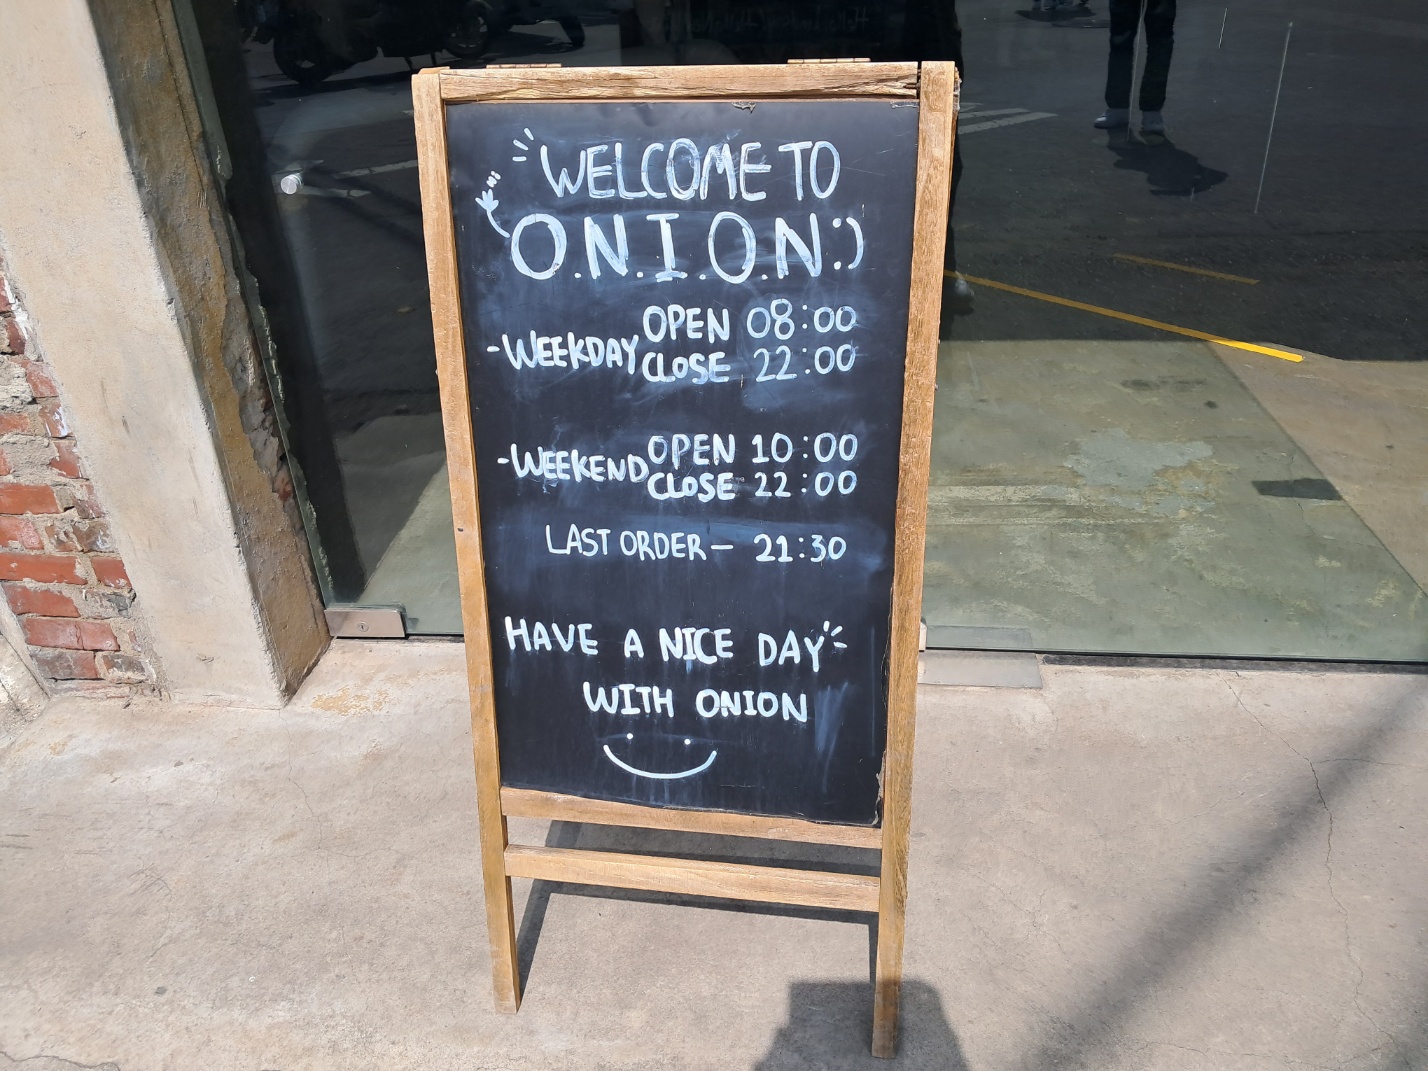 WELCOME TO
O.N.I.O.N :)
-WEEKDAY OPEN 08:00
CLOSE 22:00
-WEEKEND OPEN 10:00
CLOSE 22:00
LAST ORDER — 21:30
HAVE A NICE DAY
WITH ONION